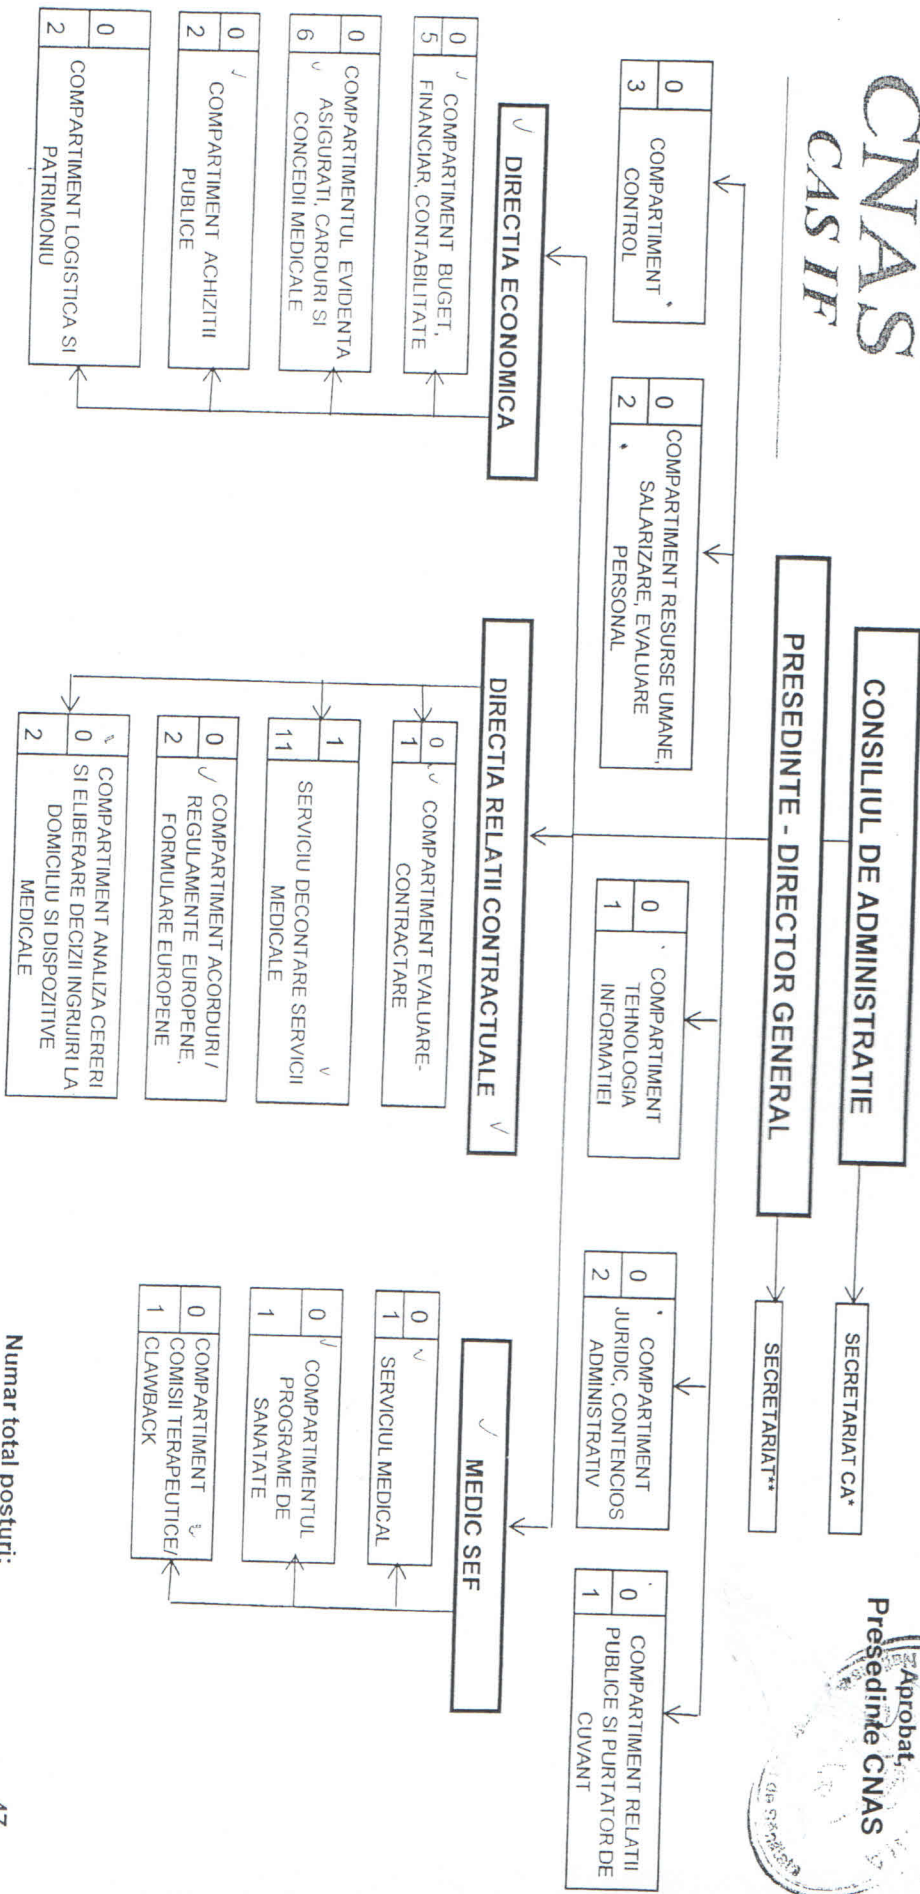 CNAS
CAS IF
Aprobat,
Presedinte CNAS
de Sănătate
CONSILIUL DE ADMINISTRATIE
SECRETARIAT CA*
PRESEDINTE - DIRECTOR GENERAL
SECRETARIAT**
0
3
COMPARTIMENT
CONTROL
0
2
COMPARTIMENT RESURSE UMANE,
SALARIZARE, EVALUARE
PERSONAL
0
1
COMPARTIMENT
TEHNOLOGIA
INFORMATIEI
0
2
COMPARTIMENT
JURIDIC, CONTENCIOS
ADMINISTRATIV
0
1
COMPARTIMENT RELATII
PUBLICE SI PURTATOR DE
CUVANT
DIRECTIA ECONOMICA
0
5
COMPARTIMENT BUGET,
FINANCIAR, CONTABILITATE
0
6
COMPARTIMENTUL EVIDENTA
ASIGURATI, CARDURI SI
CONCEDII MEDICALE
0
2
COMPARTIMENT ACHIZITII
PUBLICE
0
2
COMPARTIMENT LOGISTICA SI
PATRIMONIU
DIRECTIA RELATII CONTRACTUALE
0
1
COMPARTIMENT EVALUARE-
CONTRACTARE
1
11
SERVICIU DECONTARE SERVICII
MEDICALE
0
2
COMPARTIMENT ACORDURI /
REGULAMENTE EUROPENE,
FORMULARE EUROPENE
0
2
COMPARTIMENT ANALIZA CERERI
SI ELIBERARE DECIZII INGRIJIRI LA
DOMICILIU SI DISPOZITIVE
MEDICALE
MEDIC SEF
0
1
SERVICIUL MEDICAL
0
1
COMPARTIMENTUL
PROGRAME DE
SANATATE
0
1
COMPARTIMENT
COMISII TERAPEUTICE/
CLAWBACK
Numar total posturi:
47